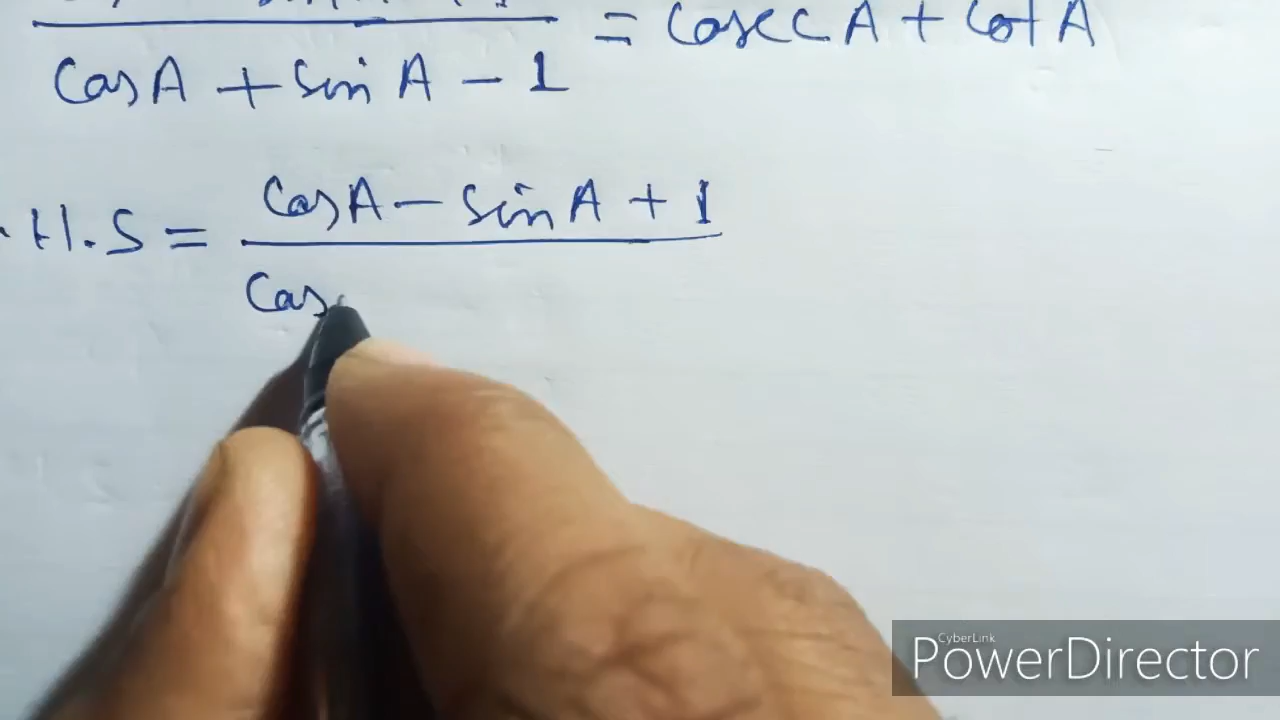 = Cosec A + Cot A
Cos A + Sin A - 1
.H.S = Cos A - Sin A + 1
Cos
CyberLink
PowerDirector